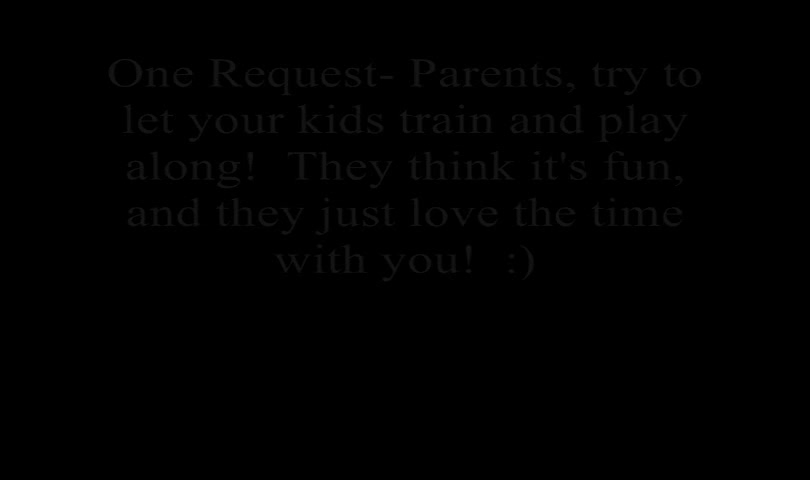 One Request- Parents, try to
let your kids train and play
along!  They think it's fun,
and they just love the time
with you!  :)